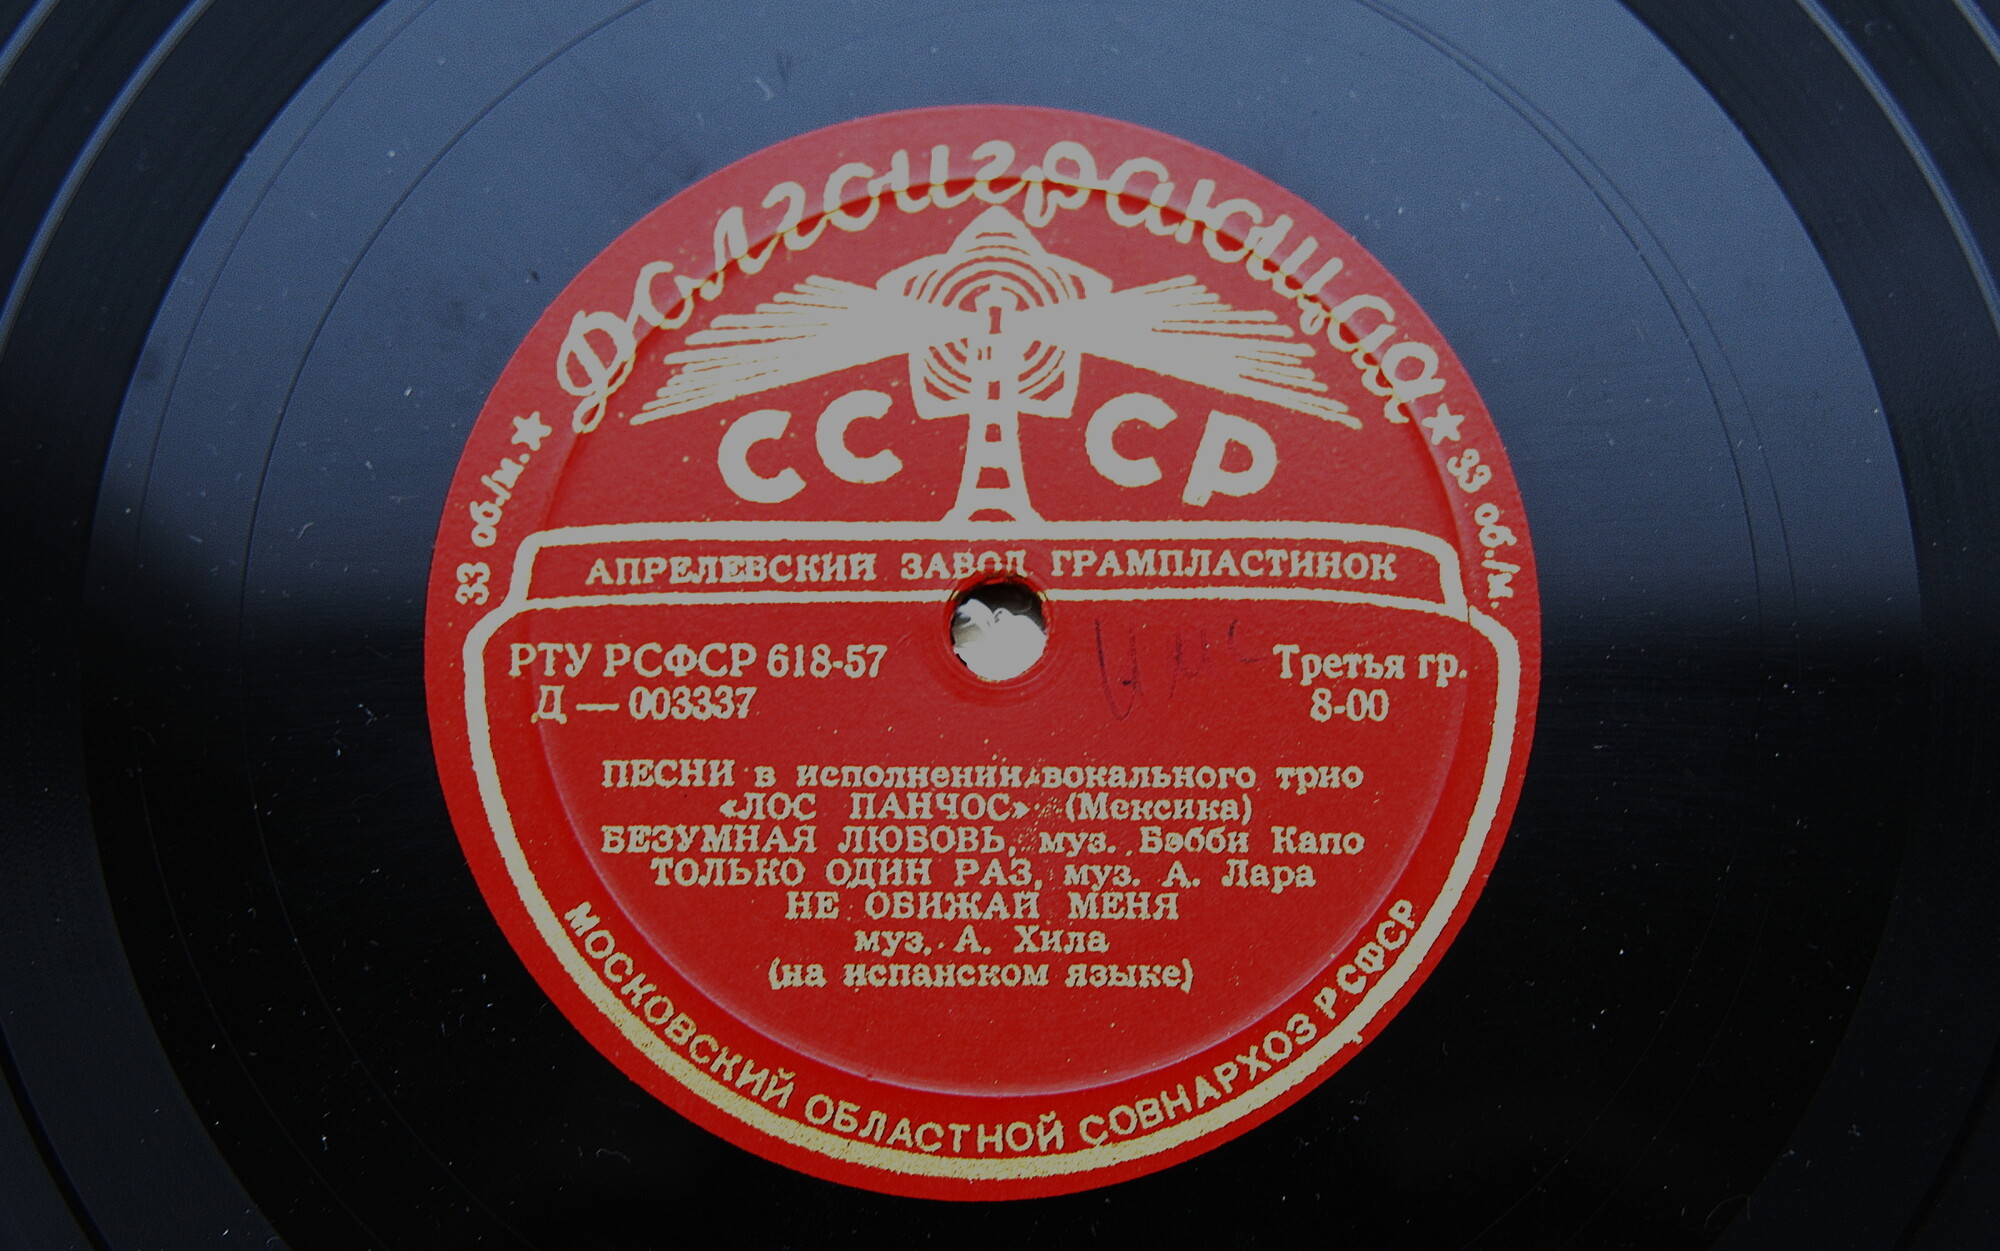 Долгоиграющая
★ 33 об./м.
33 об./м. ★
СССР
АПРЕЛЕВСКИЙ ЗАВОД ГРАМПЛАСТИНОК
РТУ РСФСР 618-57
Д — 003337
Третья гр.
8-00
ПЕСНИ в исполнении вокального трио
«ЛОС ПАНЧОС» (Мексика)
БЕЗУМНАЯ ЛЮБОВЬ, муз. Бэбби Капо
ТОЛЬКО ОДИН РАЗ, муз. А. Лара
НЕ ОБИЖАЙ МЕНЯ
муз. А. Хила
(на испанском языке)
МОСКОВСКИЙ ОБЛАСТНОЙ СОВНАРХОЗ РСФСР